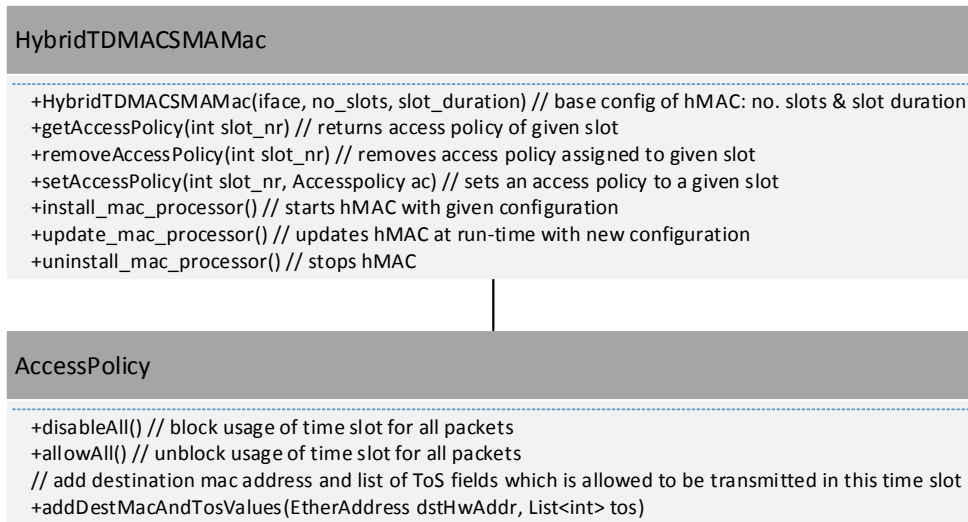 HybridTDMACSMAMac
+HybridTDMACSMAMac(iface, no_slots, slot_duration) // base config of hMAC: no. slots & slot duration
+getAccessPolicy(int slot_nr) // returns access policy of given slot
+removeAccessPolicy(int slot_nr) // removes access policy assigned to given slot
+setAccessPolicy(int slot_nr, Accesspolicy ac) // sets an access policy to a given slot
+install_mac_processor() // starts hMAC with given configuration
+update_mac_processor() // updates hMAC at run-time with new configuration
+uninstall_mac_processor() // stops hMAC
AccessPolicy
+disableAll() // block usage of time slot for all packets
+allowAll() // unblock usage of time slot for all packets
// add destination mac address and list of ToS fields which is allowed to be transmitted in this time slot
+addDestMacAndTosValues(EtherAddress dstHwAddr, List<int> tos)